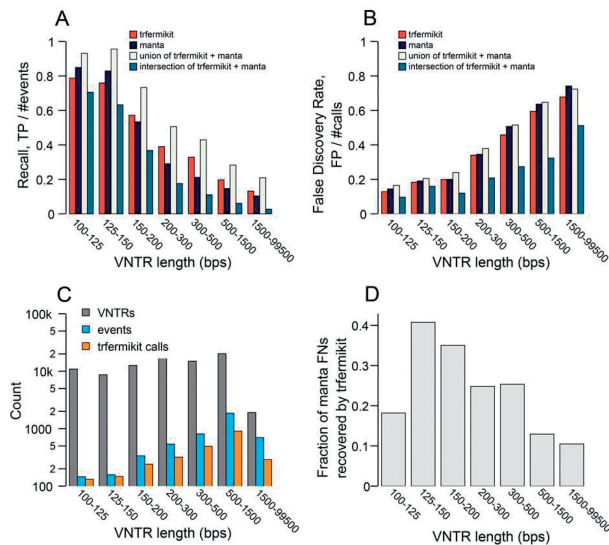 A
trfermikit
manta
union of trfermikit + manta
intersection of trfermikit + manta
Recall, TP / #events
1
0.8
0.6
0.4
0.2
0
100-125
125-150
150-200
200-300
300-500
500-1500
1500-99500
VNTR length (bps)
B
trfermikit
manta
union of trfermikit + manta
intersection of trfermikit + manta
False Discovery Rate,
FP / #calls
1
0.8
0.6
0.4
0.2
0
100-125
125-150
150-200
200-300
300-500
500-1500
1500-99500
VNTR length (bps)
C
VNTRs
events
trfermikit calls
Count
100k
5
2
10k
5
2
1000
5
2
100
100-125
125-150
150-200
200-300
300-500
500-1500
1500-99500
VNTR length (bps)
D
Fraction of manta FNs
recovered by trfermikit
0.4
0.3
0.2
0.1
0
100-125
125-150
150-200
200-300
300-500
500-1500
1500-99500
VNTR length (bps)